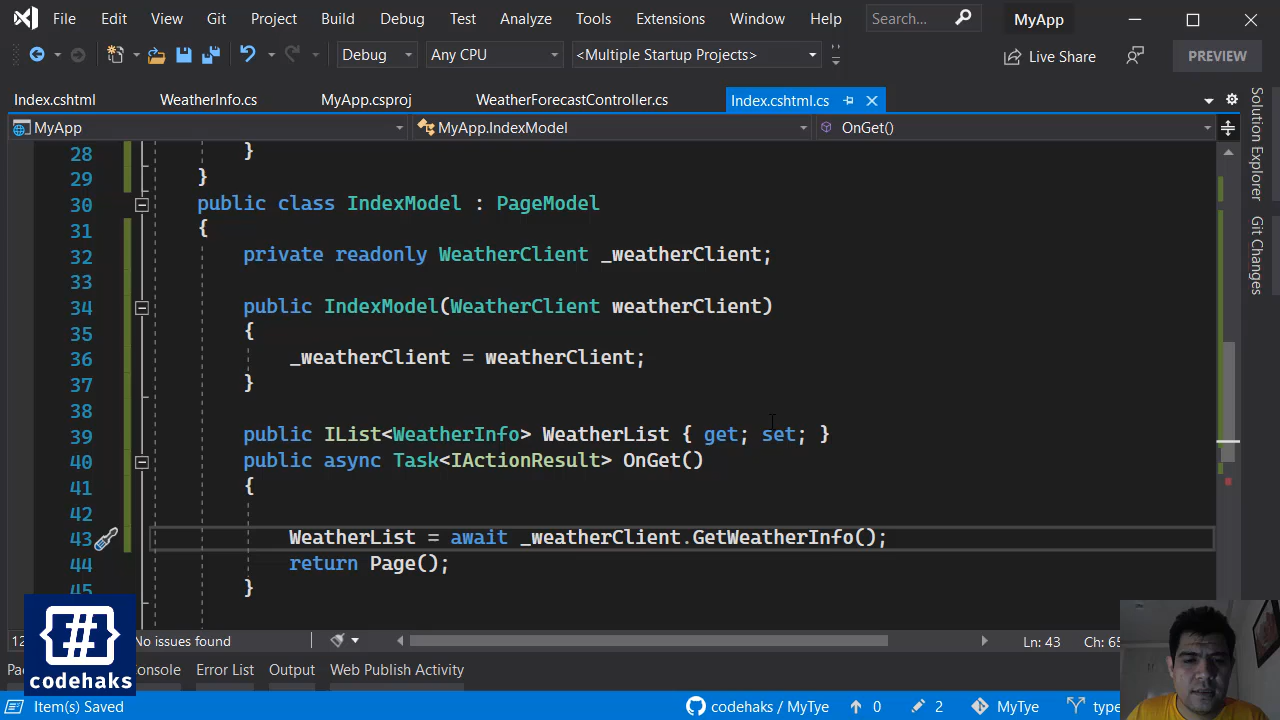 File Edit View Git Project Build Debug Test Analyze Tools Extensions Window Help Search... MyApp
Debug Any CPU <Multiple Startup Projects> Live Share PREVIEW
Index.cshtml WeatherInfo.cs MyApp.csproj WeatherForecastController.cs Index.cshtml.cs
MyApp MyApp.IndexModel OnGet()
28 }
29 }
30 public class IndexModel : PageModel
31 {
32 private readonly WeatherClient _weatherClient;
33
34 public IndexModel(WeatherClient weatherClient)
35 {
36 _weatherClient = weatherClient;
37 }
38
39 public IList<WeatherInfo> WeatherList { get; set; }
40 public async Task<IActionResult> OnGet()
41 {
42
43 WeatherList = await _weatherClient.GetWeatherInfo();
44 return Page();
45 }
Solution Explorer
Git Changes
No issues found Ln: 43 Ch: 65
Console Error List Output Web Publish Activity
Item(s) Saved codehaks / MyTye 0 2 MyTye
#
codehaks